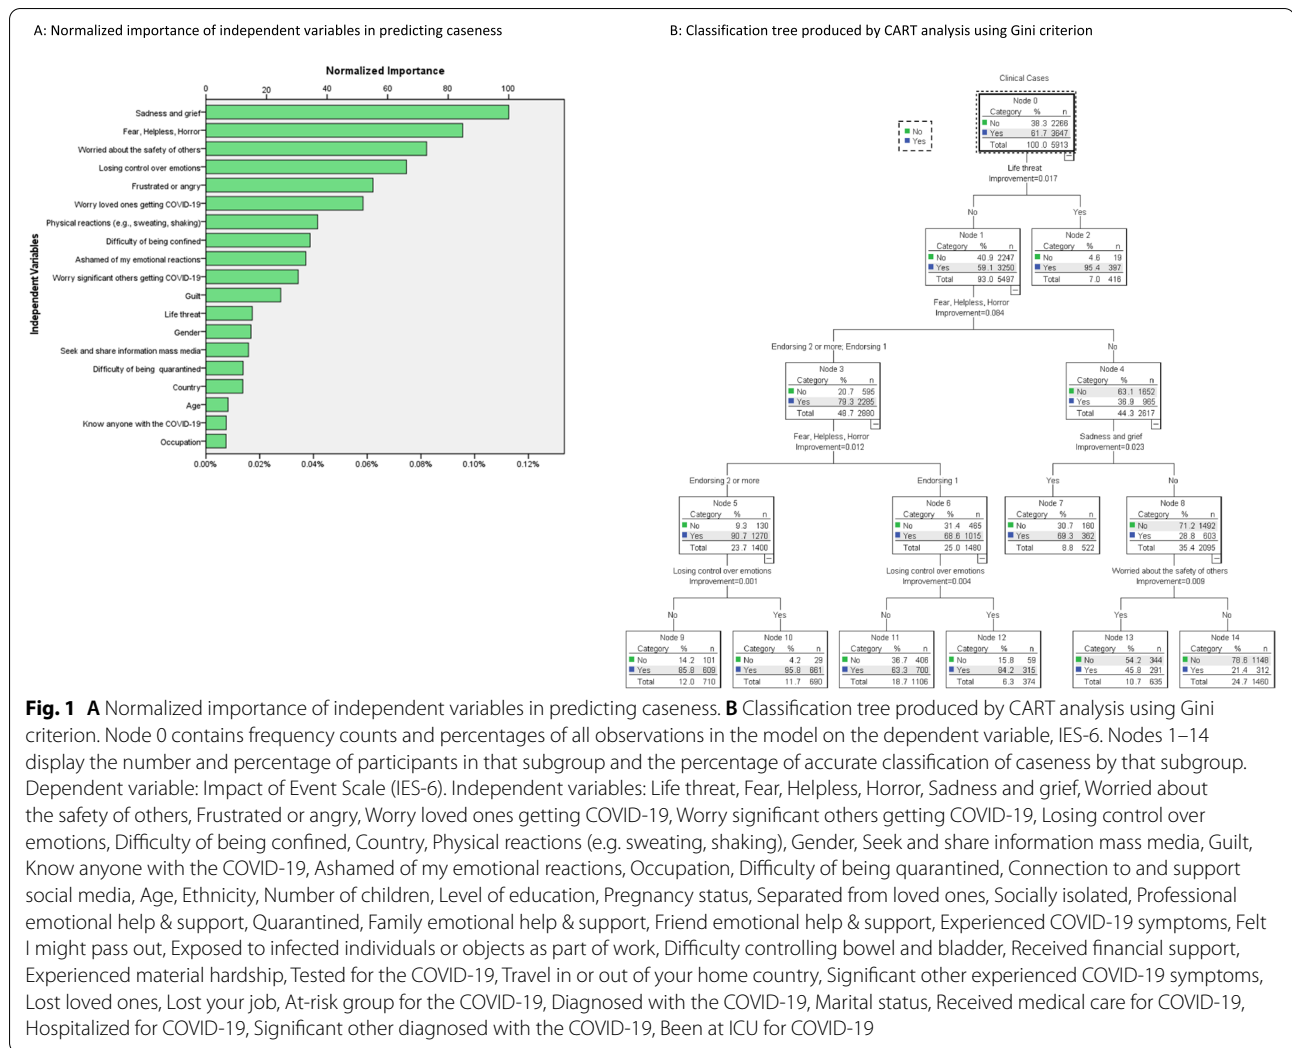 A: Normalized importance of independent variables in predicting caseness
B: Classification tree produced by CART analysis using Gini criterion
Normalized Importance
0 20 40 60 80 100
Independent Variables
Sadness and grief
Fear, Helpless, Horror
Worried about the safety of others
Losing control over emotions
Frustrated or angry
Worry loved ones getting COVID-19
Physical reactions (e.g., sweating, shaking)
Difficulty of being confined
Ashamed of my emotional reactions
Worry significant others getting COVID-19
Guilt
Life threat
Gender
Seek and share information mass media
Difficulty of being quarantined
Country
Age
Know anyone with the COVID-19
Occupation
0.00% 0.02% 0.04% 0.06% 0.08% 0.10% 0.12%
Clinical Cases
No
Yes
Node 0
Category % n
No 38.3 2266
Yes 61.7 3647
Total 100.0 5913
Life threat
Improvement=0.017
No
Yes
Node 1
Category % n
No 40.9 2247
Yes 59.1 3250
Total 93.0 5497
Node 2
Category % n
No 4.6 19
Yes 95.4 397
Total 7.0 416
Fear, Helpless, Horror
Improvement=0.084
Endorsing 2 or more; Endorsing 1
No
Node 3
Category % n
No 20.7 595
Yes 79.3 2285
Total 48.7 2880
Node 4
Category % n
No 63.1 1652
Yes 36.9 965
Total 44.3 2617
Fear, Helpless, Horror
Improvement=0.012
Sadness and grief
Improvement=0.023
Endorsing 2 or more
Endorsing 1
Yes
No
Node 5
Category % n
No 9.3 130
Yes 90.7 1270
Total 23.7 1400
Node 6
Category % n
No 31.4 465
Yes 68.6 1015
Total 25.0 1480
Node 7
Category % n
No 30.7 160
Yes 69.3 362
Total 8.8 522
Node 8
Category % n
No 71.2 1492
Yes 28.8 603
Total 35.4 2095
Losing control over emotions
Improvement=0.001
Losing control over emotions
Improvement=0.004
Worried about the safety of others
Improvement=0.009
No
Yes
No
Yes
Yes
No
Node 9
Category % n
No 14.2 101
Yes 85.8 609
Total 12.0 710
Node 10
Category % n
No 4.2 29
Yes 95.8 661
Total 11.7 690
Node 11
Category % n
No 36.7 406
Yes 63.3 700
Total 18.7 1106
Node 12
Category % n
No 15.8 59
Yes 84.2 315
Total 6.3 374
Node 13
Category % n
No 54.2 344
Yes 45.8 291
Total 10.7 635
Node 14
Category % n
No 78.6 1148
Yes 21.4 312
Total 24.7 1460
Fig. 1 A Normalized importance of independent variables in predicting caseness. B Classification tree produced by CART analysis using Gini
criterion. Node 0 contains frequency counts and percentages of all observations in the model on the dependent variable, IES-6. Nodes 1–14
display the number and percentage of participants in that subgroup and the percentage of accurate classification of caseness by that subgroup.
Dependent variable: Impact of Event Scale (IES-6). Independent variables: Life threat, Fear, Helpless, Horror, Sadness and grief, Worried about
the safety of others, Frustrated or angry, Worry loved ones getting COVID-19, Worry significant others getting COVID-19, Losing control over
emotions, Difficulty of being confined, Country, Physical reactions (e.g. sweating, shaking), Gender, Seek and share information mass media, Guilt,
Know anyone with the COVID-19, Ashamed of my emotional reactions, Occupation, Difficulty of being quarantined, Connection to and support
social media, Age, Ethnicity, Number of children, Level of education, Pregnancy status, Separated from loved ones, Socially isolated, Professional
emotional help & support, Quarantined, Family emotional help & support, Friend emotional help & support, Experienced COVID-19 symptoms, Felt
I might pass out, Exposed to infected individuals or objects as part of work, Difficulty controlling bowel and bladder, Received financial support,
Experienced material hardship, Tested for the COVID-19, Travel in or out of your home country, Significant other experienced COVID-19 symptoms,
Lost loved ones, Lost your job, At-risk group for the COVID-19, Diagnosed with the COVID-19, Marital status, Received medical care for COVID-19,
Hospitalized for COVID-19, Significant other diagnosed with the COVID-19, Been at ICU for COVID-19